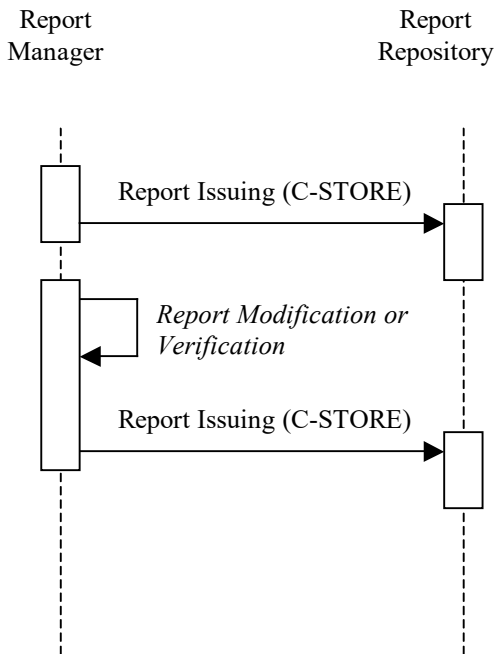 Report
Manager
Report
Repository
Report Issuing (C-STORE)
Report Modification or
Verification
Report Issuing (C-STORE)